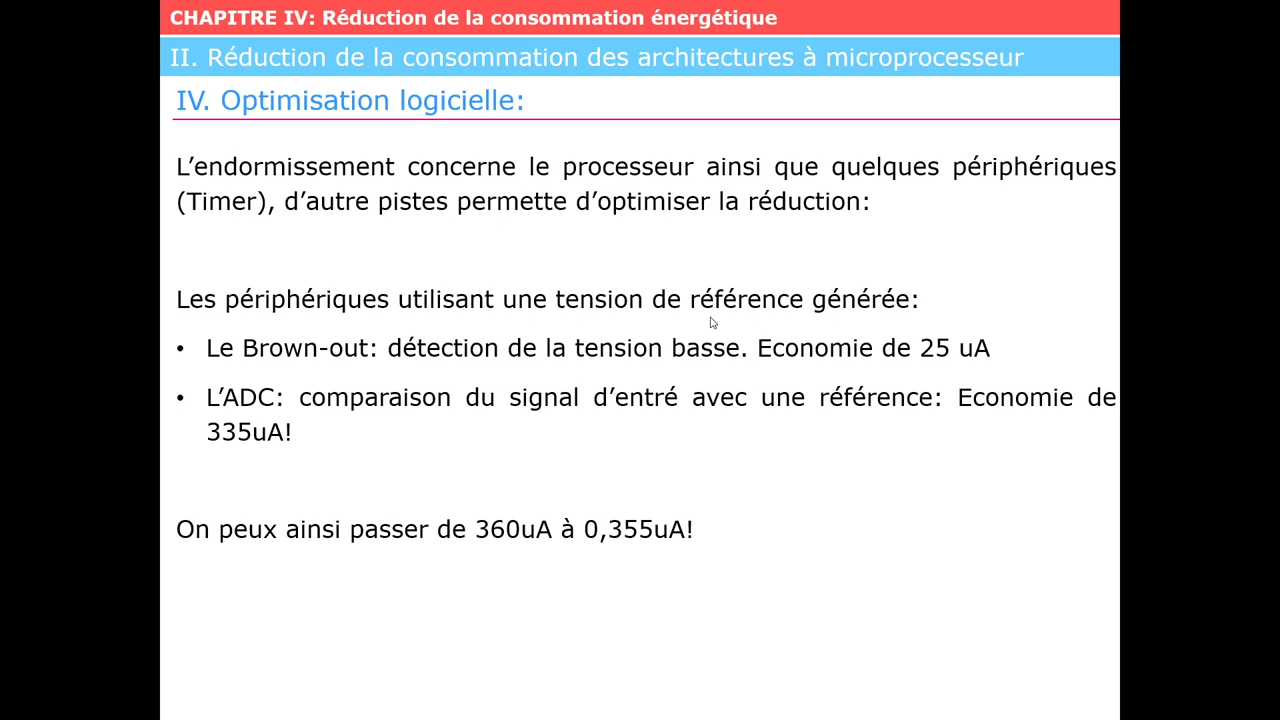 CHAPITRE IV: Réduction de la consommation énergétique
II. Réduction de la consommation des architectures à microprocesseur
IV. Optimisation logicielle:
L’endormissement concerne le processeur ainsi que quelques périphériques
(Timer), d’autre pistes permette d’optimiser la réduction:
Les périphériques utilisant une tension de référence générée:
• Le Brown-out: détection de la tension basse. Economie de 25 uA
• L’ADC: comparaison du signal d’entré avec une référence: Economie de
335uA!
On peux ainsi passer de 360uA à 0,355uA!